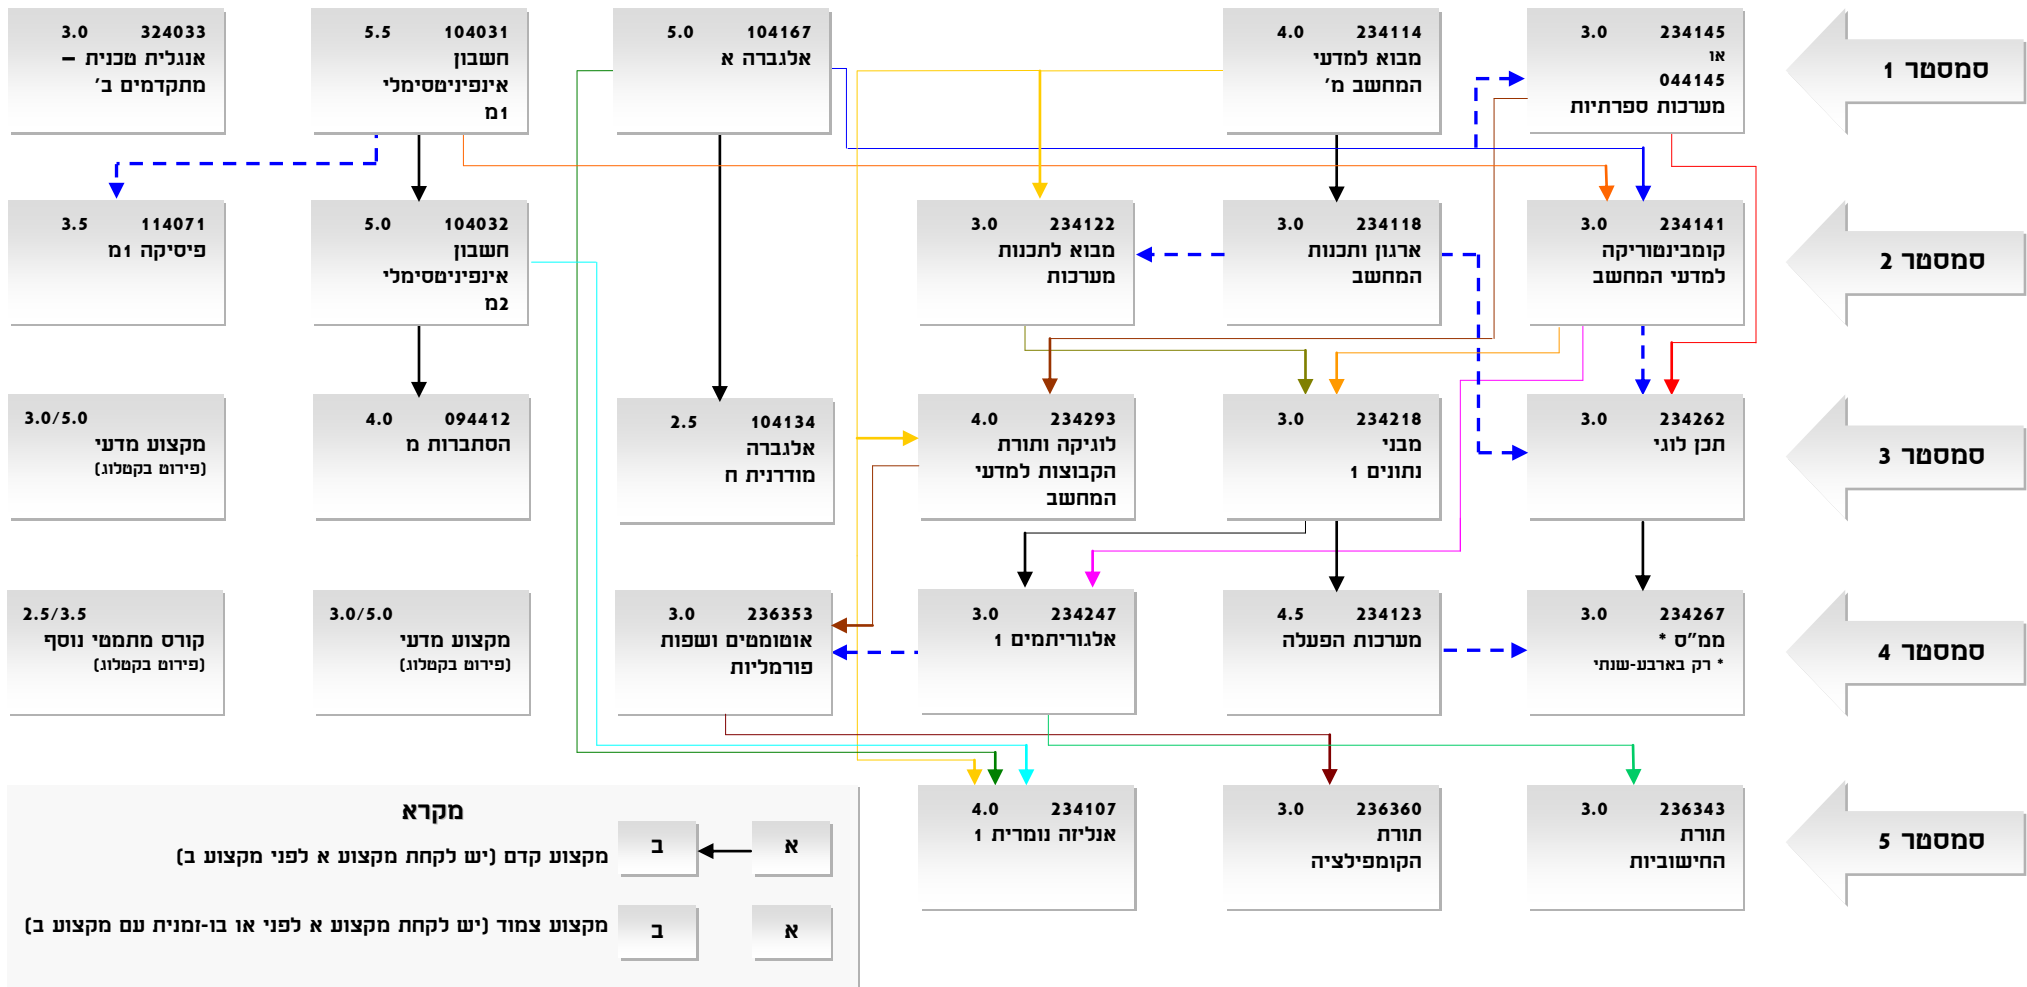 סמסטר 1
234145 3.0
או
044145
מערכות ספרתיות
234114 4.0
מבוא למדעי
המחשב מ'
104167 5.0
אלגברה א
104031 5.5
חשבון
אינפיניטסימלי
1מ
324033 3.0
אנגלית טכנית –
מתקדמים ב'
סמסטר 2
234141 3.0
קומבינטוריקה
למדעי המחשב
234118 3.0
ארגון ותכנות
המחשב
234122 3.0
מבוא לתכנות
מערכות
104032 5.0
חשבון
אינפיניטסימלי
2מ
114071 3.5
פיסיקה 1מ
סמסטר 3
234262 3.0
תכן לוגי
234218 3.0
מבני
נתונים 1
234293 4.0
לוגיקה ותורת
הקבוצות למדעי
המחשב
104134 2.5
אלגברה
מודרנית ח
094412 4.0
הסתברות מ
3.0/5.0
מקצוע מדעי
(פירוט בקטלוג)
סמסטר 4
234267 3.0
ממ"ס *
* רק בארבע-שנתי
234123 4.5
מערכות הפעלה
234247 3.0
אלגוריתמים 1
236353 3.0
אוטומטים ושפות
פורמליות
3.0/5.0
מקצוע מדעי
(פירוט בקטלוג)
2.5/3.5
קורס מתמטי נוסף
(פירוט בקטלוג)
סמסטר 5
236343 3.0
תורת
החישוביות
236360 3.0
תורת
הקומפילציה
234107 4.0
אנליזה נומרית 1
מקרא
א ב מקצוע קדם (יש לקחת מקצוע א לפני מקצוע ב)
א ב מקצוע צמוד (יש לקחת מקצוע א לפני או בו-זמנית עם מקצוע ב)